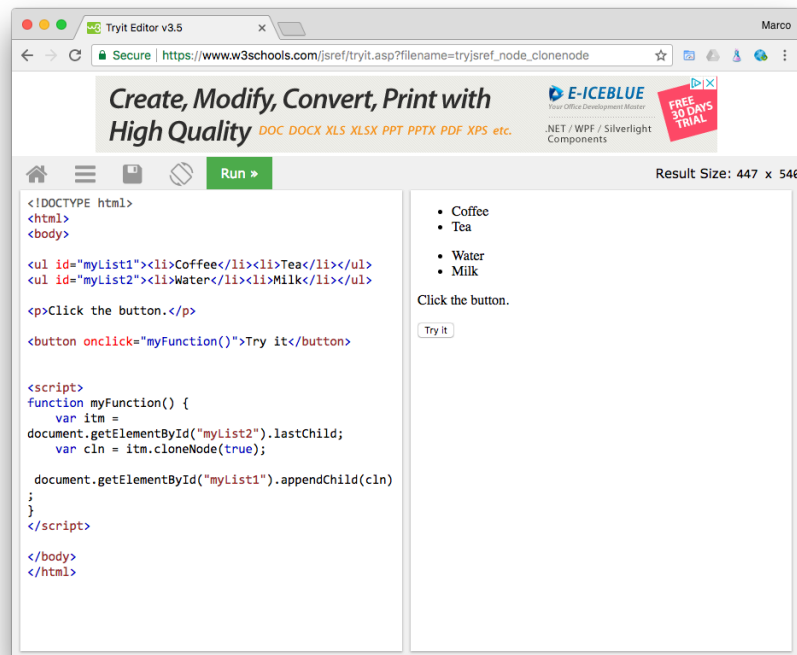 Tryit Editor v3.5
Marco
Secure | https://www.w3schools.com/jsref/tryit.asp?filename=tryjsref_node_clonenode
Create, Modify, Convert, Print with
High Quality DOC DOCX XLS XLSX PPT PPTX PDF XPS etc.
E-ICEBLUE
Your Office Development Master
.NET / WPF / Silverlight
Components
FREE
30 DAYS
TRIAL
Run »
Result Size: 447 x 540
<!DOCTYPE html>
<html>
<body>
<ul id="myList1"><li>Coffee</li><li>Tea</li></ul>
<ul id="myList2"><li>Water</li><li>Milk</li></ul>
<p>Click the button.</p>
<button onclick="myFunction()">Try it</button>
<script>
function myFunction() {
    var itm =
document.getElementById("myList2").lastChild;
    var cln = itm.cloneNode(true);
 document.getElementById("myList1").appendChild(cln)
;
}
</script>
</body>
</html>
• Coffee
• Tea
• Water
• Milk
Click the button.
Try it